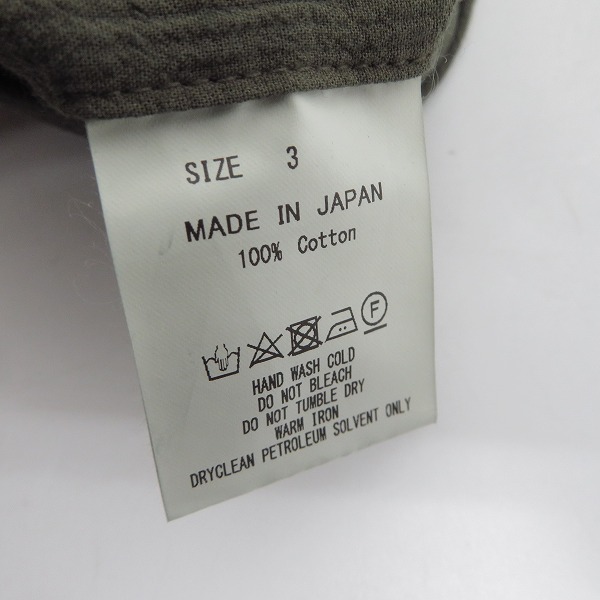 SIZE 3
MADE IN JAPAN
100% Cotton
F
HAND WASH COLD
DO NOT BLEACH
DO NOT TUMBLE DRY
WARM IRON
DRYCLEAN PETROLEUM SOLVENT ONLY